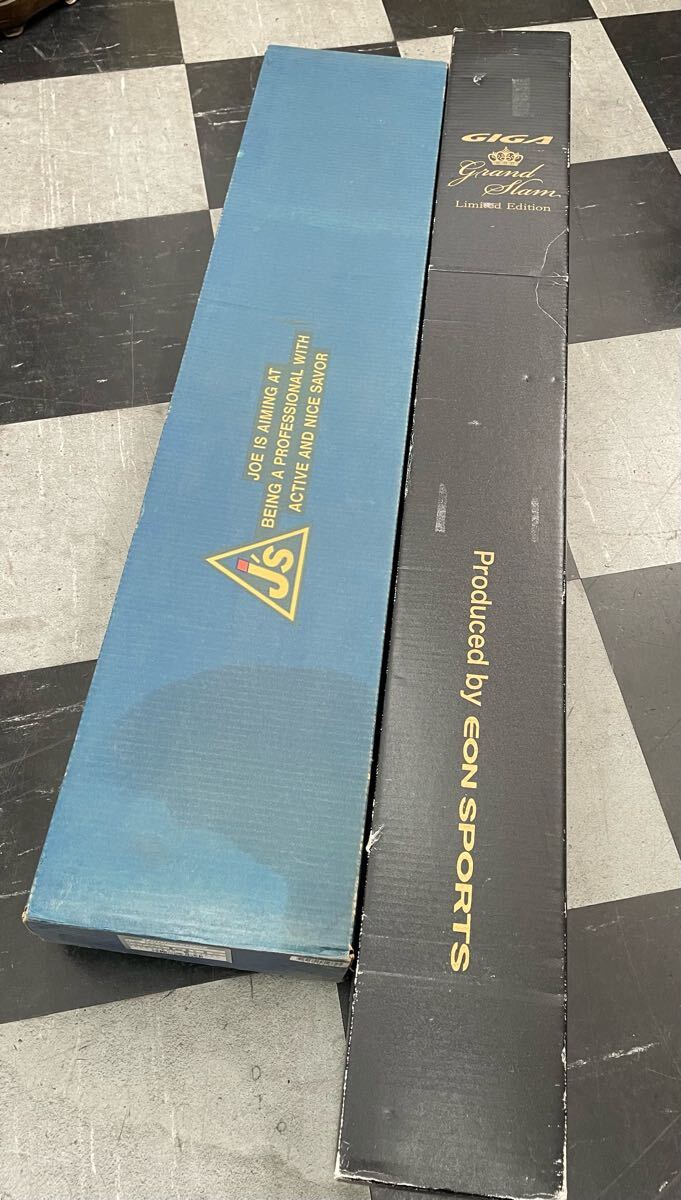 JOE IS AIMING AT
BEING A PROFESSIONAL WITH
ACTIVE AND NICE SAVOR
J's
GIGA
Grand
Slam
Limited Edition
Produced by EON SPORTS